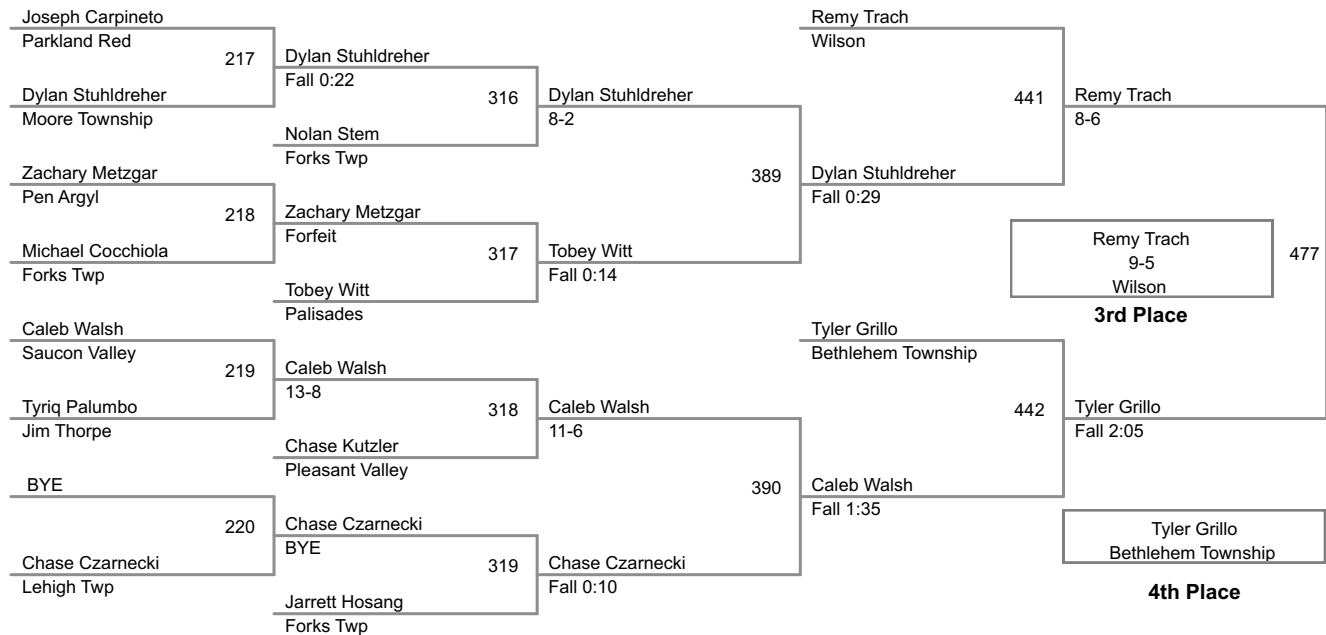 Joseph Carpineto
Parkland Red
217
Dylan Stuhldreher
Moore Township
Zachary Metzgar
Pen Argyl
218
Michael Cocchiola
Forks Twp
Caleb Walsh
Saucon Valley
219
Tyriq Palumbo
Jim Thorpe
BYE
220
Chase Czarnecki
Lehigh Twp
Dylan Stuhldreher
Fall 0:22
316
Nolan Stem
Forks Twp
Zachary Metzgar
Forfeit
317
Tobey Witt
Palisades
Caleb Walsh
13-8
318
Chase Kutzler
Pleasant Valley
Chase Czarnecki
BYE
319
Jarrett Hosang
Forks Twp
Dylan Stuhldreher
8-2
389
Tobey Witt
Fall 0:14
Caleb Walsh
11-6
390
Chase Czarnecki
Fall 0:10
Remy Trach
Wilson
441
Dylan Stuhldreher
Fall 0:29
Tyler Grillo
Bethlehem Township
442
Caleb Walsh
Fall 1:35
Remy Trach
8-6
477
Tyler Grillo
Fall 2:05
Remy Trach
9-5
Wilson
3rd Place
Tyler Grillo
Bethlehem Township
4th Place